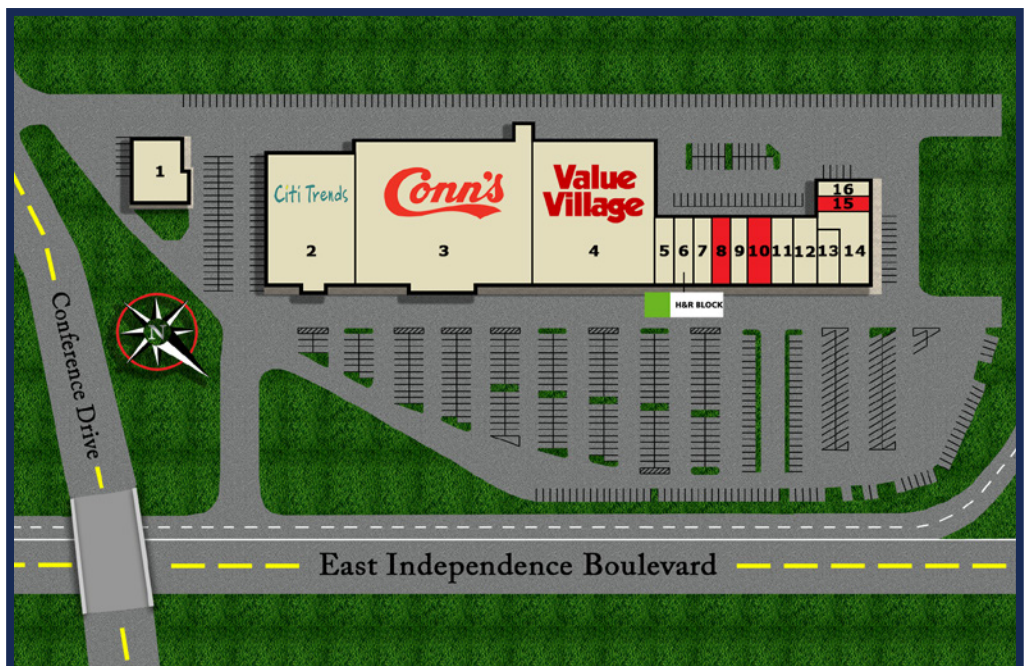 1
Citi Trends
2
Conn's
3
Value
Village
4
5
6
7
8
9
10
11
12
13
14
15
16
H&R BLOCK
N
Conference Drive
East Independence Boulevard